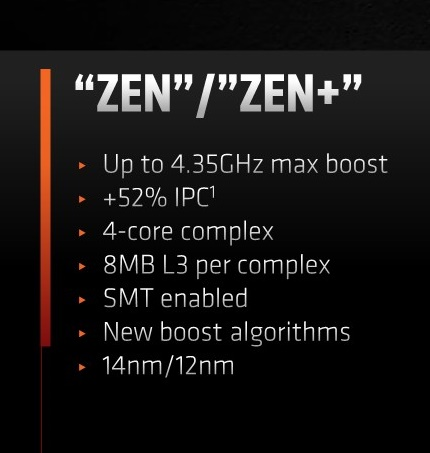 “ZEN”/”ZEN+”
▸ Up to 4.35GHz max boost
▸ +52% IPC¹
▸ 4-core complex
▸ 8MB L3 per complex
▸ SMT enabled
▸ New boost algorithms
▸ 14nm/12nm